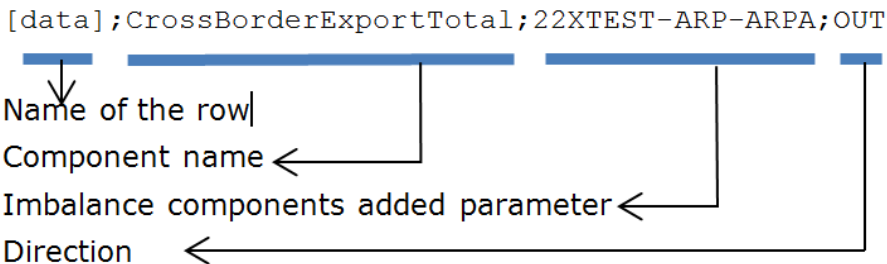 [data];CrossBorderExportTotal;22XTEST-ARP-ARPA;OUT
Name of the row
Component name
Imbalance components added parameter
Direction